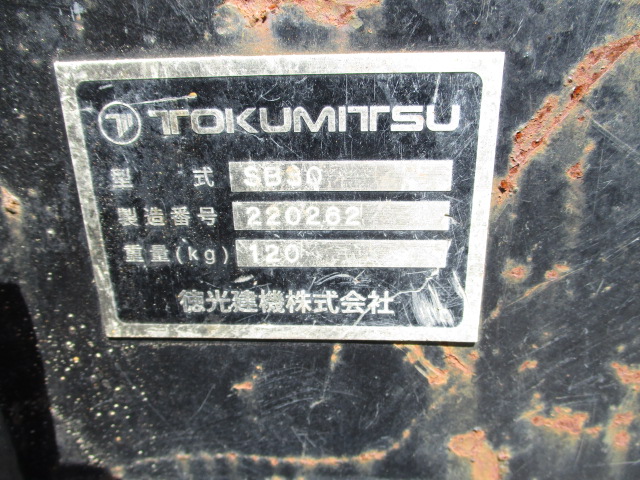 TOKUMITSU
型 式 SB30
製造番号 220262
重量(kg) 120
徳光建機株式会社